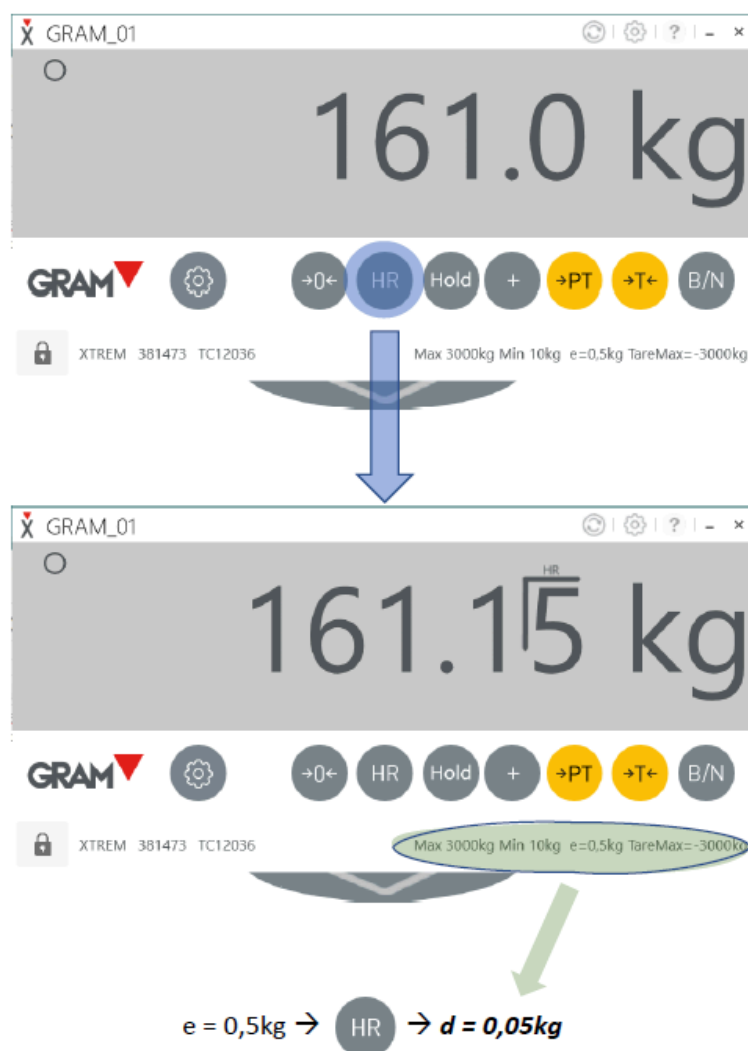 GRAM_01 ? - ×
161.0 kg
GRAM →0← HR Hold + →PT →T← B/N
XTREM 381473 TC12036 Max 3000kg Min 10kg e=0,5kg TareMax=-3000kg
GRAM_01 ? - ×
HR
161.15 kg
GRAM →0← HR Hold + →PT →T← B/N
XTREM 381473 TC12036 Max 3000kg Min 10kg e=0,5kg TareMax=-3000kg
e = 0,5kg → HR → d = 0,05kg